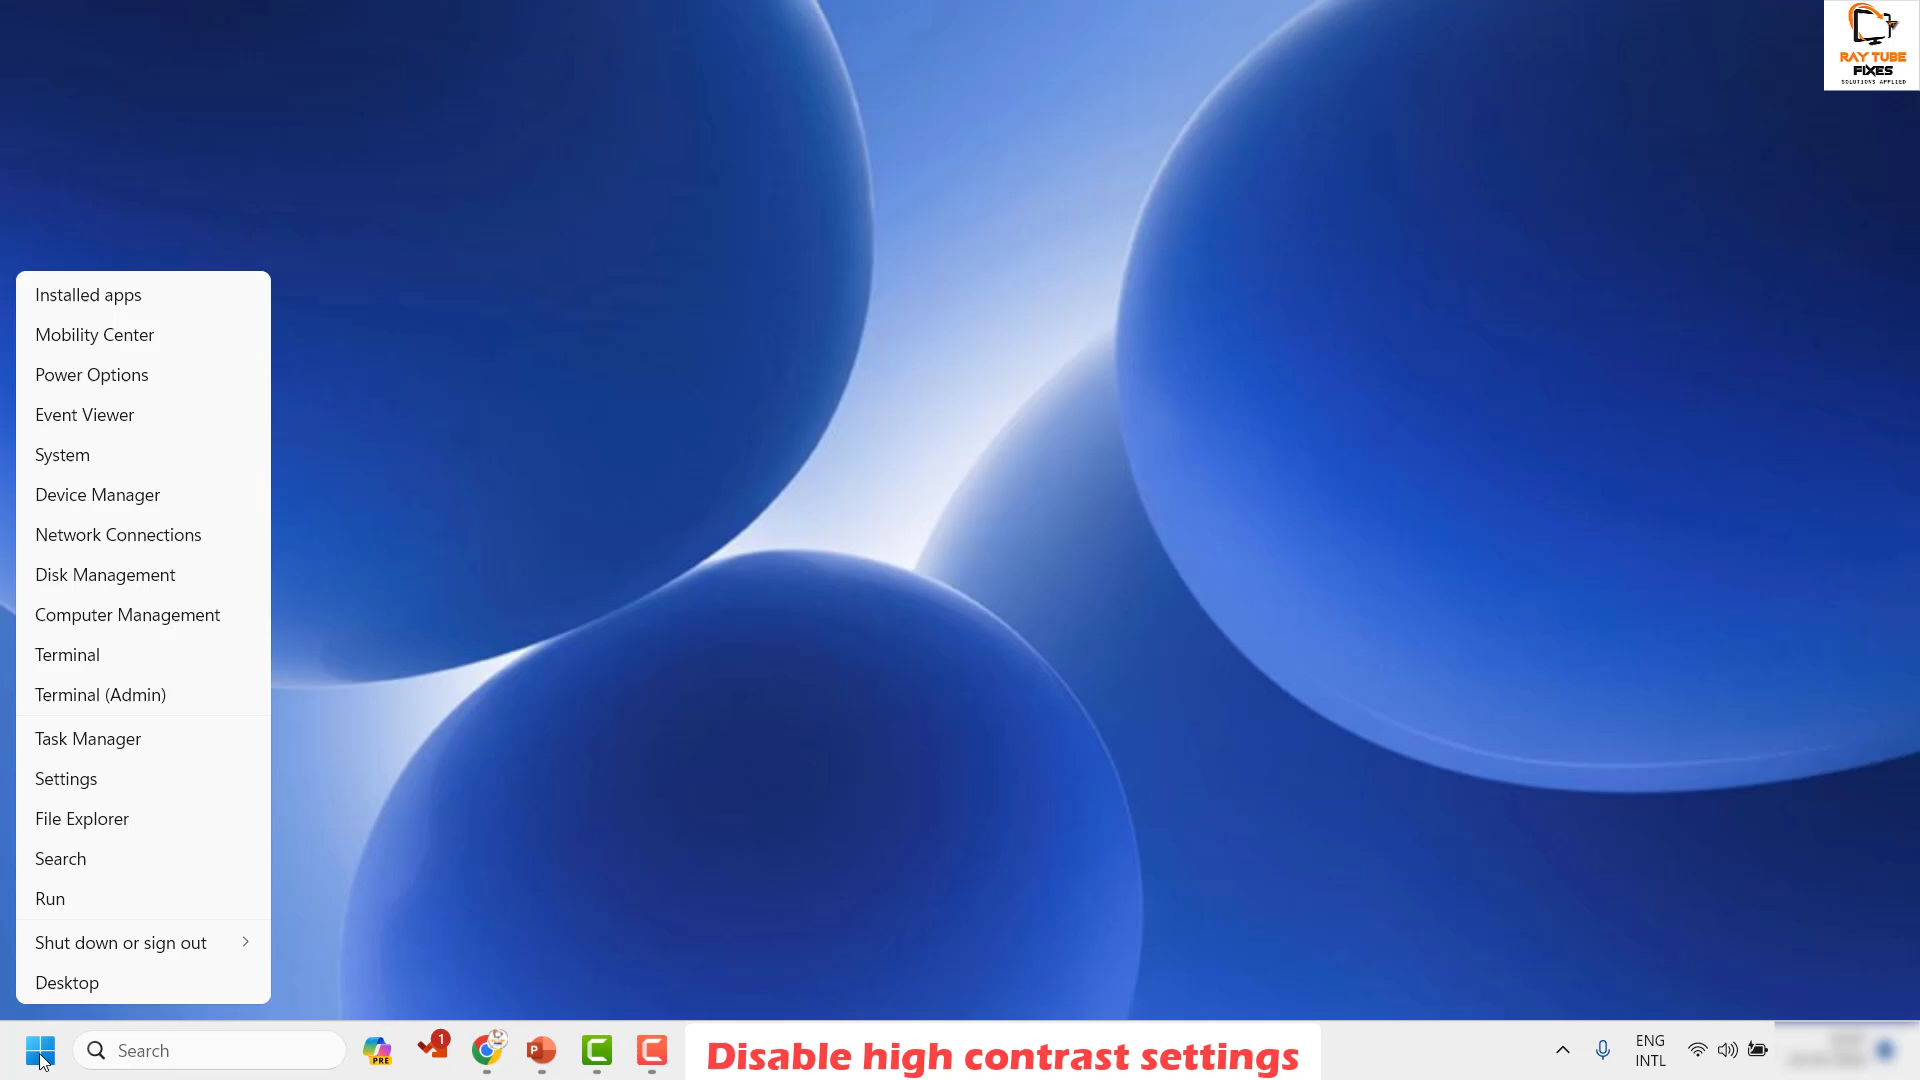 RAY TUBE
FIXES
SOLUTIONS APPLIED
Installed apps
Mobility Center
Power Options
Event Viewer
System
Device Manager
Network Connections
Disk Management
Computer Management
Terminal
Terminal (Admin)
Task Manager
Settings
File Explorer
Search
Run
Shut down or sign out
Desktop
Search
PRE
1
P
Disable high contrast settings
ENG
INTL